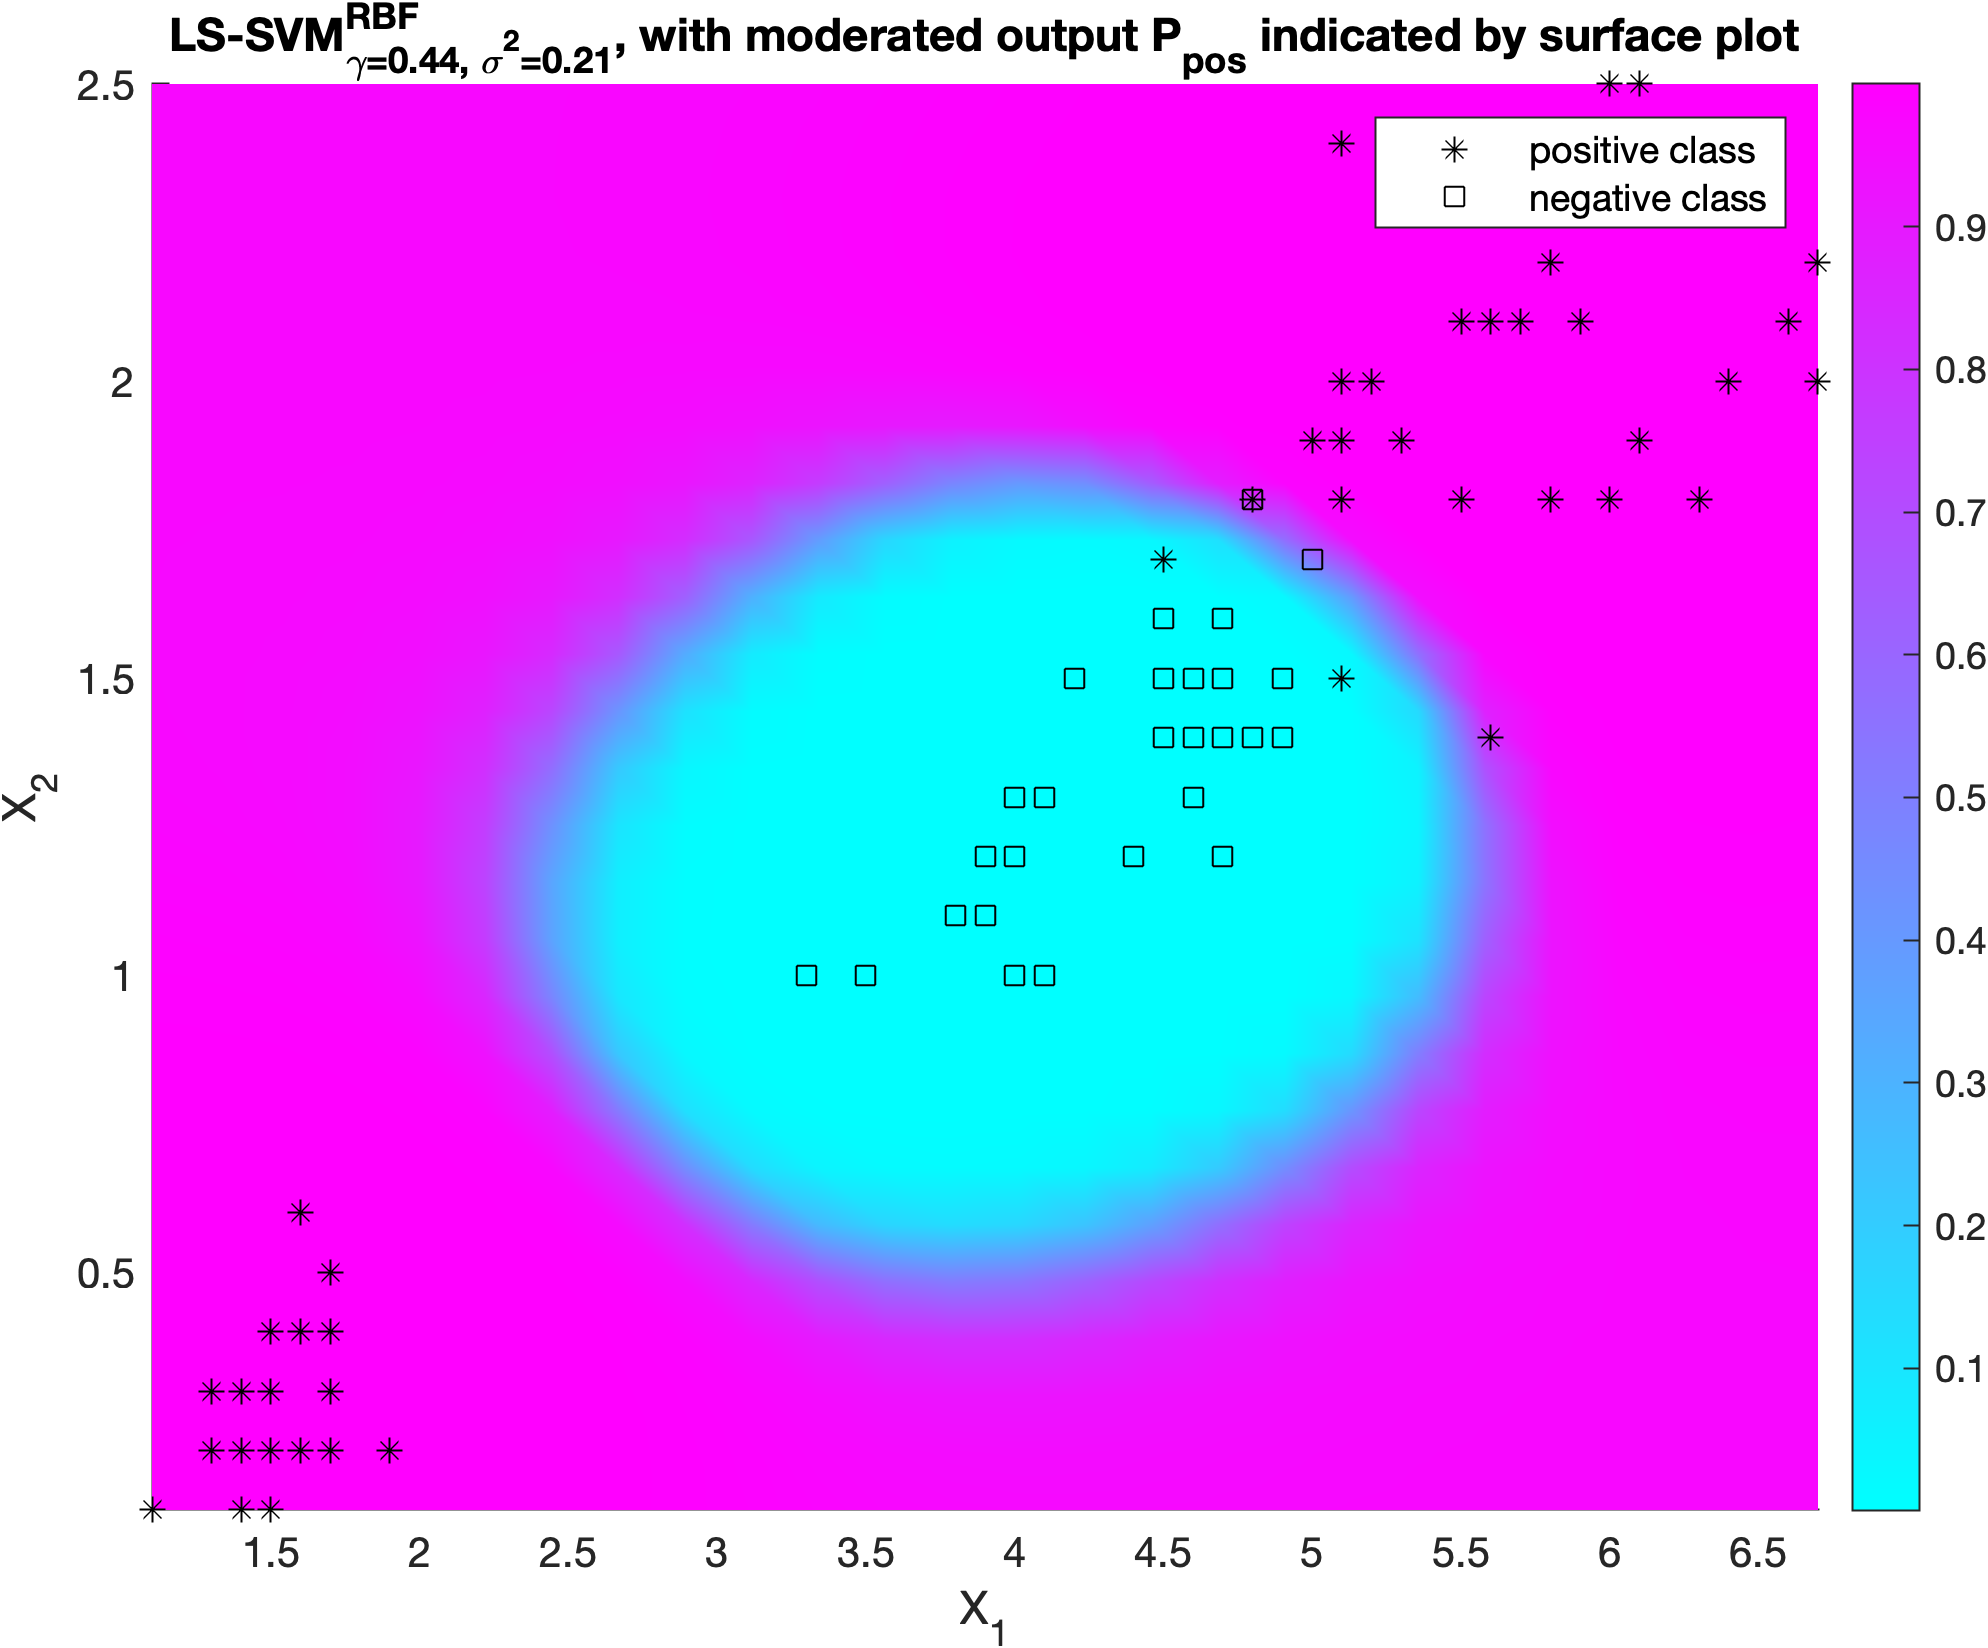 LS-SVM^RBF_γ=0.44, σ^2=0.21, with moderated output P_pos indicated by surface plot
positive class
negative class
2.5
2
1.5
1
0.5
X_2
1.5 2 2.5 3 3.5 4 4.5 5 5.5 6 6.5
X_1
0.9
0.8
0.7
0.6
0.5
0.4
0.3
0.2
0.1